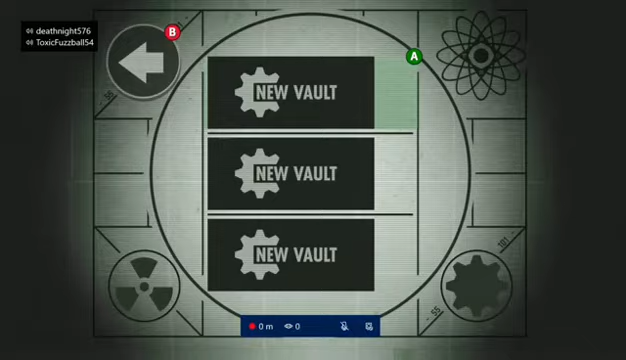 deathnight576
ToxicFuzzball54
B
A
NEW VAULT
NEW VAULT
NEW VAULT
0 m
0